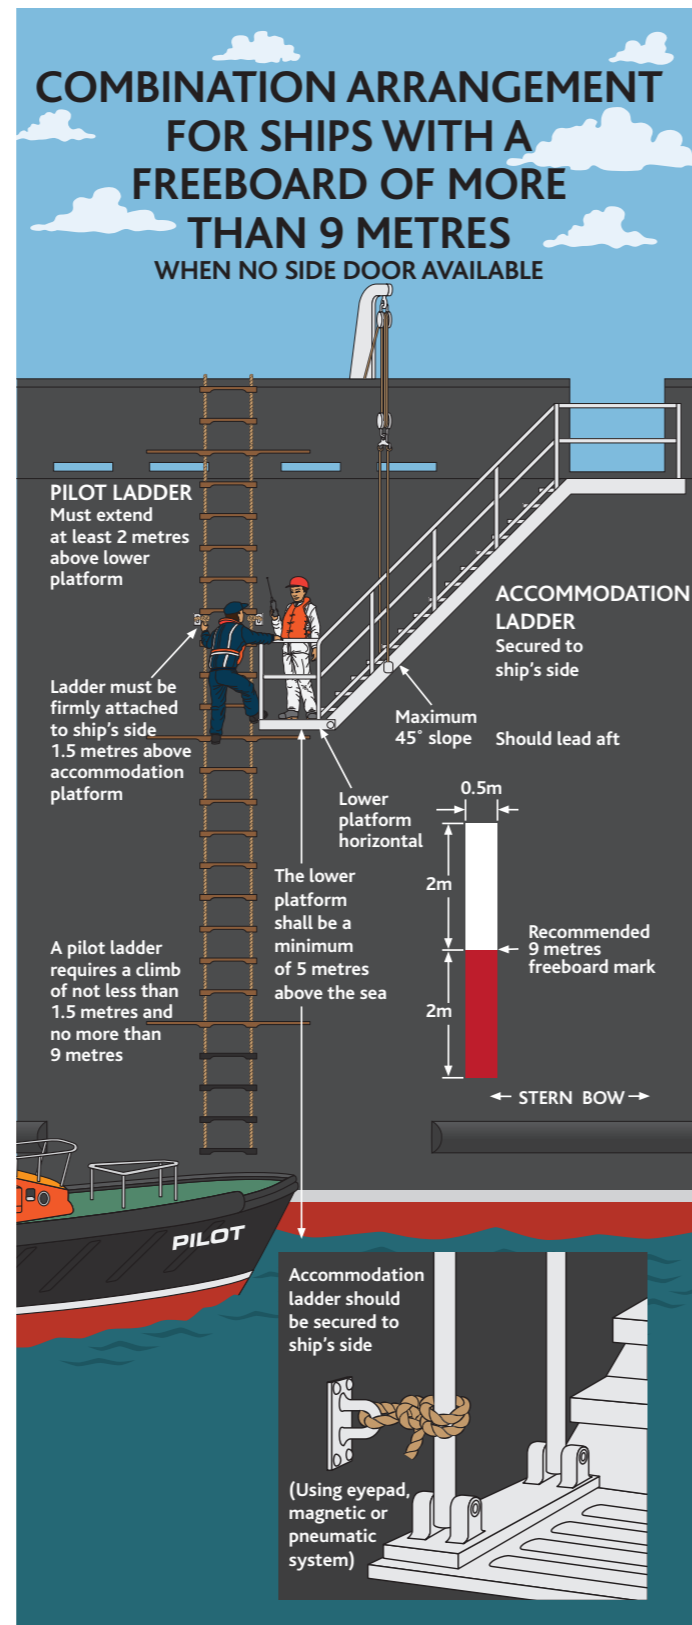 COMBINATION ARRANGEMENT
FOR SHIPS WITH A
FREEBOARD OF MORE
THAN 9 METRES
WHEN NO SIDE DOOR AVAILABLE
PILOT LADDER
Must extend
at least 2 metres
above lower
platform
ACCOMMODATION
LADDER
Secured to
ship's side
Ladder must be
firmly attached
to ship's side
1.5 metres above
accommodation
platform
Maximum
45° slope
Should lead aft
Lower
platform
horizontal
0.5m
2m
2m
Recommended
9 metres
freeboard mark
The lower
platform
shall be a
minimum
of 5 metres
above the sea
A pilot ladder
requires a climb
of not less than
1.5 metres and
no more than
9 metres
STERN BOW
PILOT
Accommodation
ladder should
be secured to
ship's side
(Using eyepad,
magnetic or
pneumatic
system)